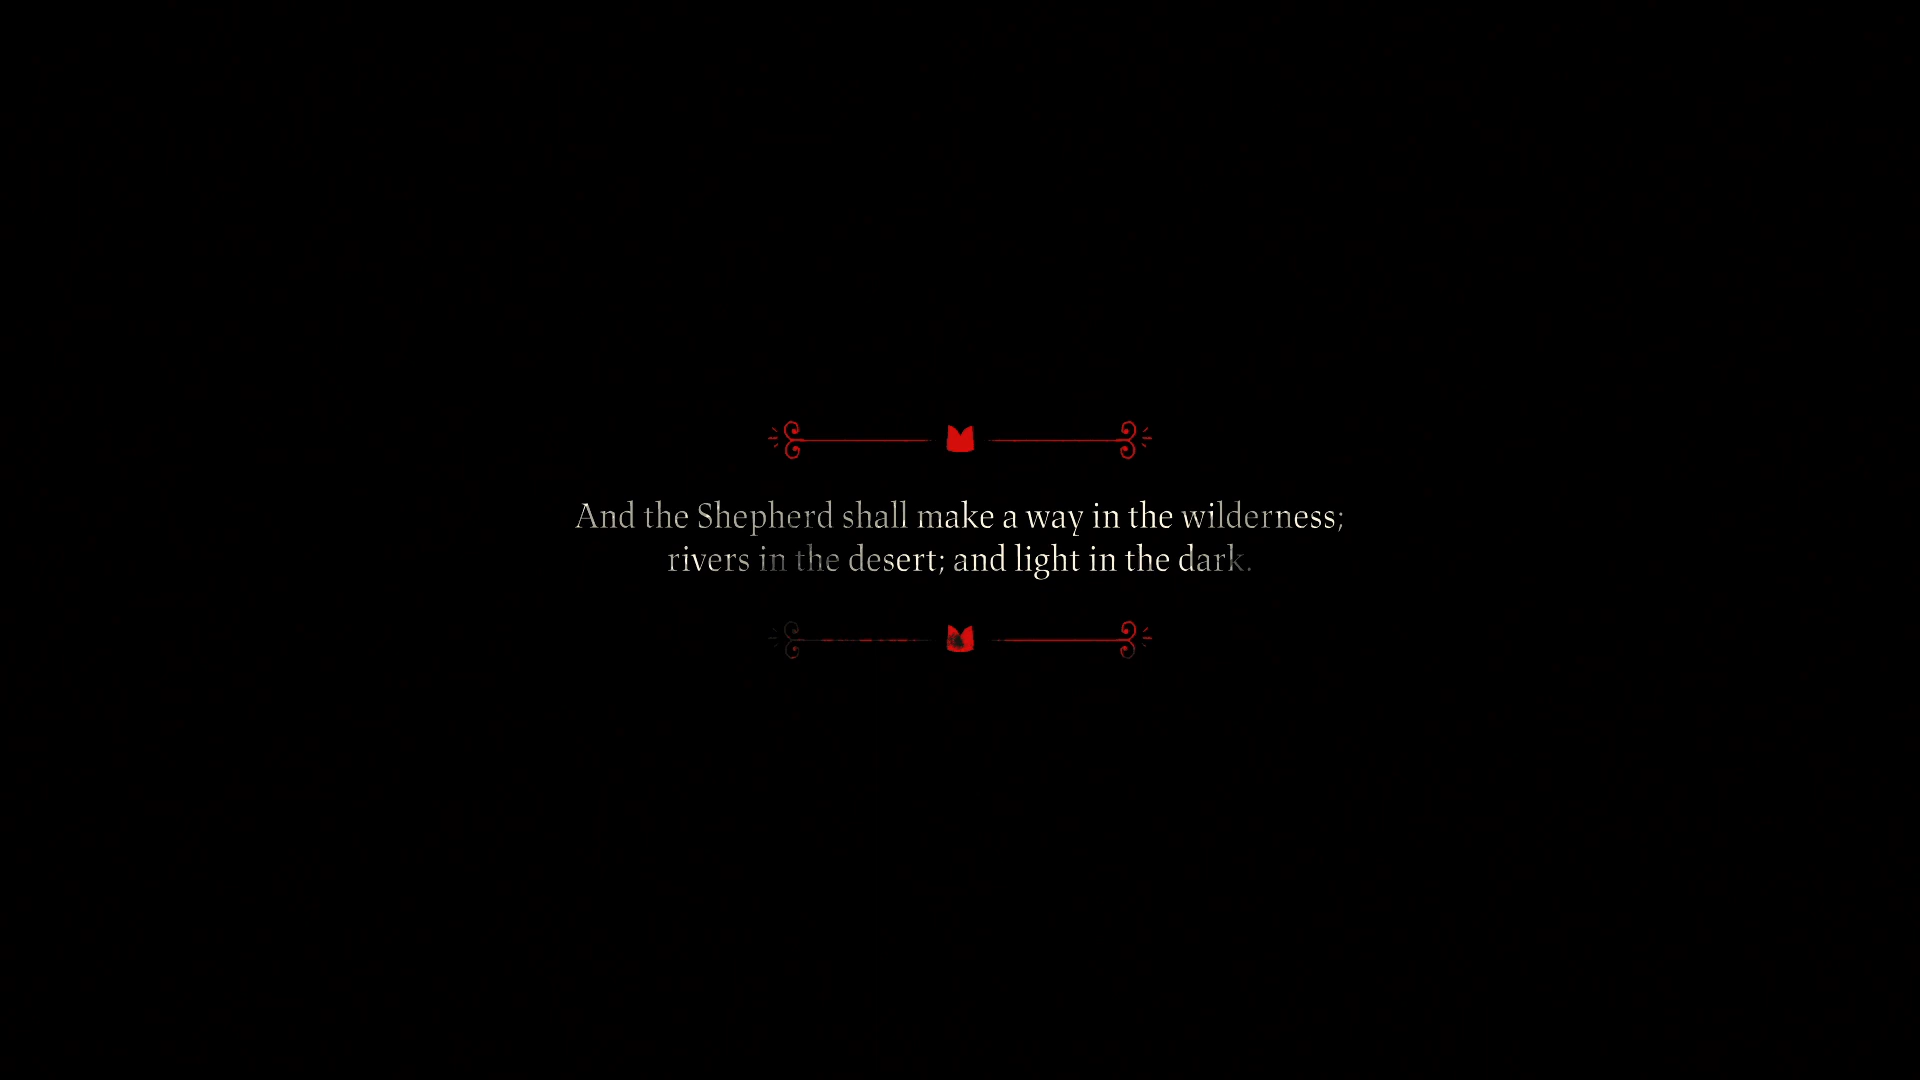 And the Shepherd shall make a way in the wilderness;
rivers in the desert; and light in the dark.